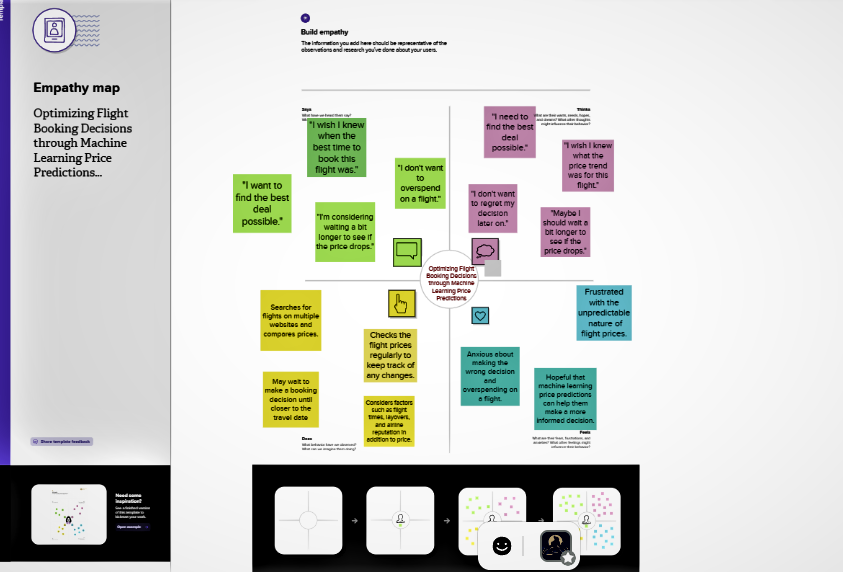 Empathy map
Optimizing Flight
Booking Decisions
through Machine
Learning Price
Predictions...
Share template feedback
Need some
inspiration?
See a finished version
of this template to
kickstart your work.
Open example
Build empathy
The information you add here should be representative of the
observations and research you've done about your users.
Says
What have we heard them say?
"I wish I knew
when the
best time to
book this
flight was."
"I don't want
to
overspend
on a flight."
"I want to
find the best
deal
possible."
"I'm considering
waiting a bit
longer to see if
the price drops."
Thinks
What are their wants, needs, hopes,
and dreams? What other thoughts
might influence their behavior?
"I need to
find the best
deal
possible."
"I wish I knew
what the
price trend
was for this
flight."
"I don't want
to regret my
decision
later on."
"Maybe I
should wait a
bit longer to
see if the
price drops."
Optimizing Flight
Booking Decisions
through Machine
Learning Price
Predictions
Searches for
flights on multiple
websites and
compares prices.
Checks the
flight prices
regularly to
keep track of
any changes.
May wait to
make a booking
decision until
closer to the
travel date
Considers factors
such as flight
times, layovers,
and airline
reputation in
addition to price.
Does
What behavior have we observed?
What can we imagine them doing?
Frustrated
with the
unpredictable
nature of
flight prices.
Anxious about
making the
wrong decision
and
overspending on
a flight.
Hopeful that
machine learning
price predictions
can help them
make a more
informed decision.
Feels
What are their fears, frustrations, and
anxieties? What other feelings might
influence their behavior?